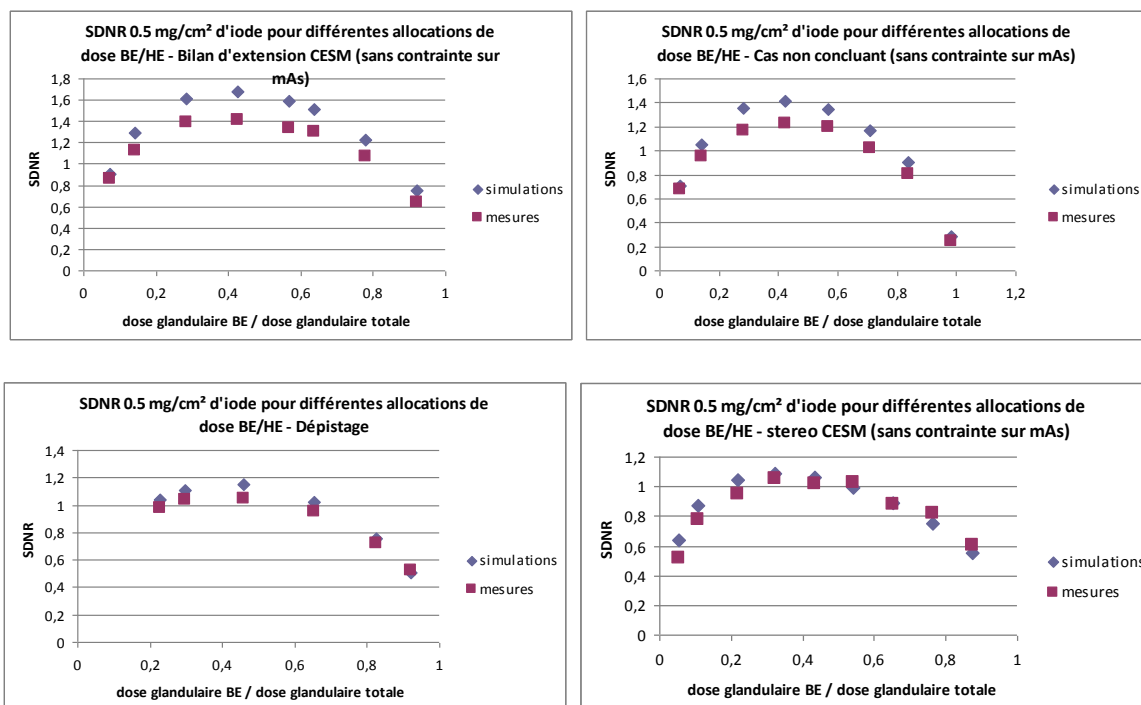 SDNR 0.5 mg/cm² d'iode pour différentes allocations de
dose BE/HE - Bilan d'extension CESM (sans contrainte sur
mAs)
1,8
1,6
1,4
1,2
1
0,8
0,6
0,4
0,2
0
SDNR
0
0,2
0,4
0,6
0,8
1
dose glandulaire BE / dose glandulaire totale
simulations
mesures
SDNR 0.5 mg/cm² d'iode pour différentes allocations de
dose BE/HE - Cas non concluant (sans contrainte sur mAs)
1,6
1,4
1,2
1
0,8
0,6
0,4
0,2
0
SDNR
0
0,2
0,4
0,6
0,8
1
1,2
dose glandulaire BE / dose glandulaire totale
simulations
mesures
SDNR 0.5 mg/cm² d'iode pour différentes allocations de
dose BE/HE - Dépistage
1,4
1,2
1
0,8
0,6
0,4
0,2
0
SDNR
0
0,2
0,4
0,6
0,8
1
dose glandulaire BE / dose glandulaire totale
simulations
mesures
SDNR 0.5 mg/cm² d'iode pour différentes allocations de
dose BE/HE - stereo CESM (sans contrainte sur mAs)
1,2
1
0,8
0,6
0,4
0,2
0
SDNR
0
0,2
0,4
0,6
0,8
1
dose glandulaire BE / dose glandulaire totale
simulations
mesures